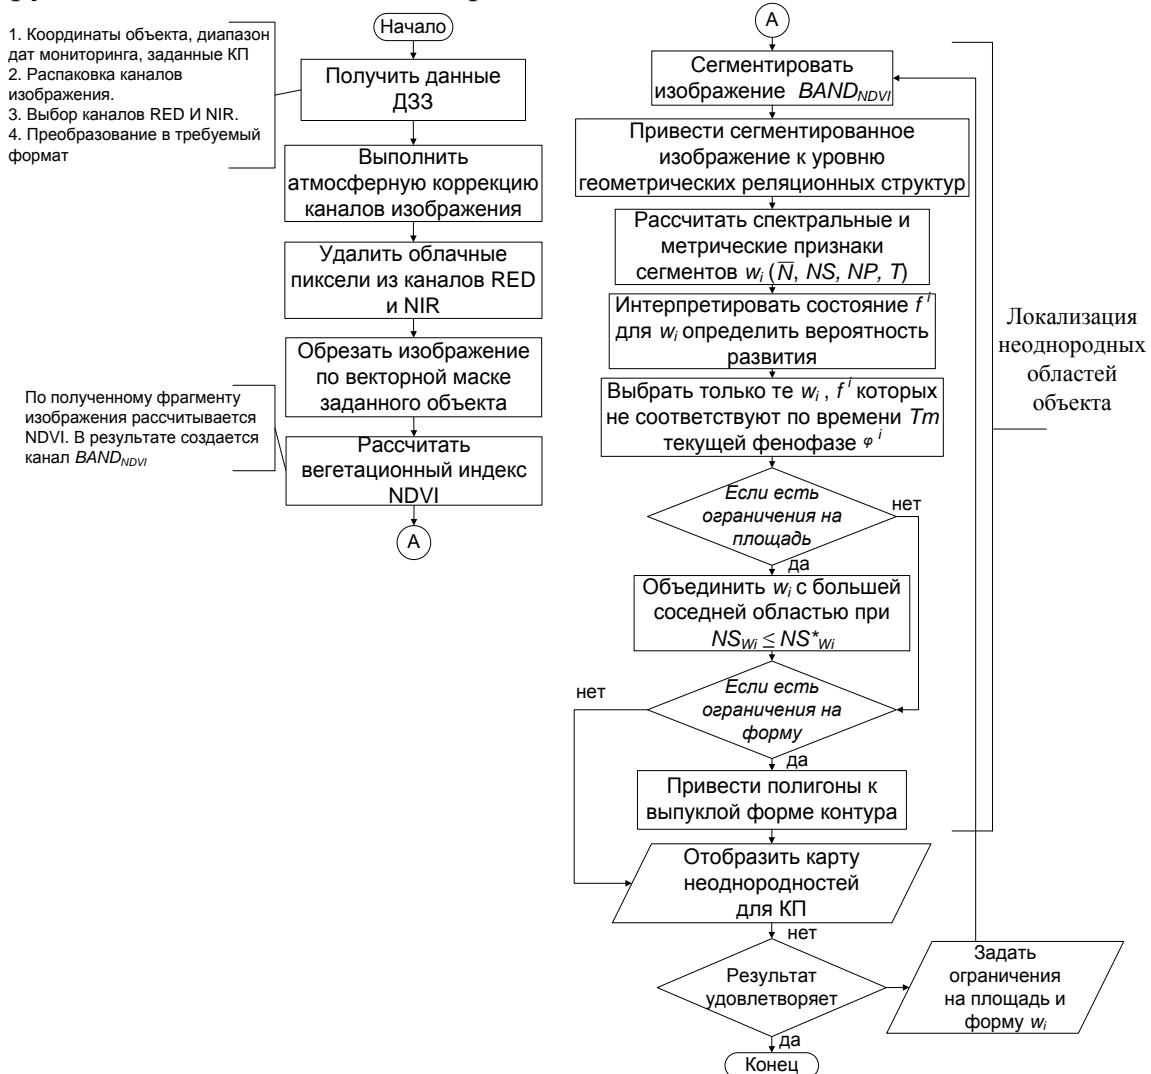 Начало
1. Координаты объекта, диапазон
дат мониторинга, заданные КП
2. Распаковка каналов
изображения.
3. Выбор каналов RED И NIR.
4. Преобразование в требуемый
формат
Получить данные
ДЗЗ
Выполнить
атмосферную коррекцию
каналов изображения
Удалить облачные
пиксели из каналов RED
и NIR
Обрезать изображение
по векторной маске
заданного объекта
По полученному фрагменту
изображения рассчитывается
NDVI. В результате создается
канал BAND_NDVI
Рассчитать
вегетационный индекс
NDVI
А
А
Сегментировать
изображение BAND_NDVI
Привести сегментированное
изображение к уровню
геометрических реляционных структур
Рассчитать спектральные и
метрические признаки
сегментов w_i (N̅, NS, NP, T)
Интерпретировать состояние f^i
для w_i определить вероятность
развития
Выбрать только те w_i , f^i которых
не соответствуют по времени Tm
текущей фенофазе φ^i
Локализация
неоднородных
областей
объекта
Если есть
ограничения на
площадь
нет
да
Объединить w_i с большей
соседней областью при
NS_Wi ≤ NS*_Wi
Если есть
ограничения на
форму
нет
да
Привести полигоны к
выпуклой форме контура
Отобразить карту
неоднородностей
для КП
нет
Результат
удовлетворяет
Задать
ограничения
на площадь и
форму w_i
да
Конец